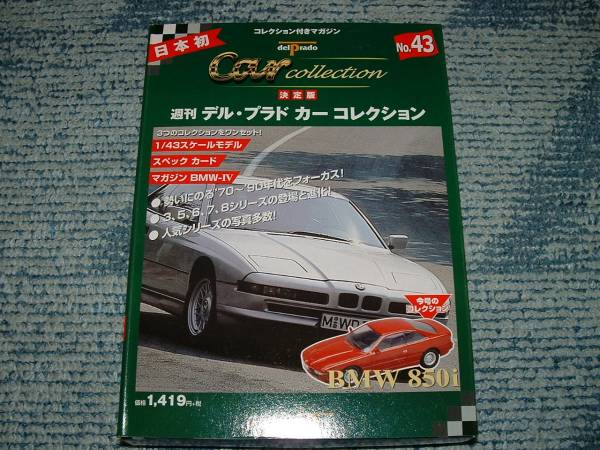 日本初
コレクション付きマガジン
delPrado
No.43
Car collection
決定版
週刊 デル・プラド カー コレクション
3つのコレクションをワンセット!
1/43スケールモデル
スペック カード
マガジン BMW-IV
●勢いにのる'70～'90年代をフォーカス!
●3、5、6、7、8シリーズの登場と進化!
●人気シリーズの写真多数!
今号の
コレクション
BMW 850i
価格 1,419円+税